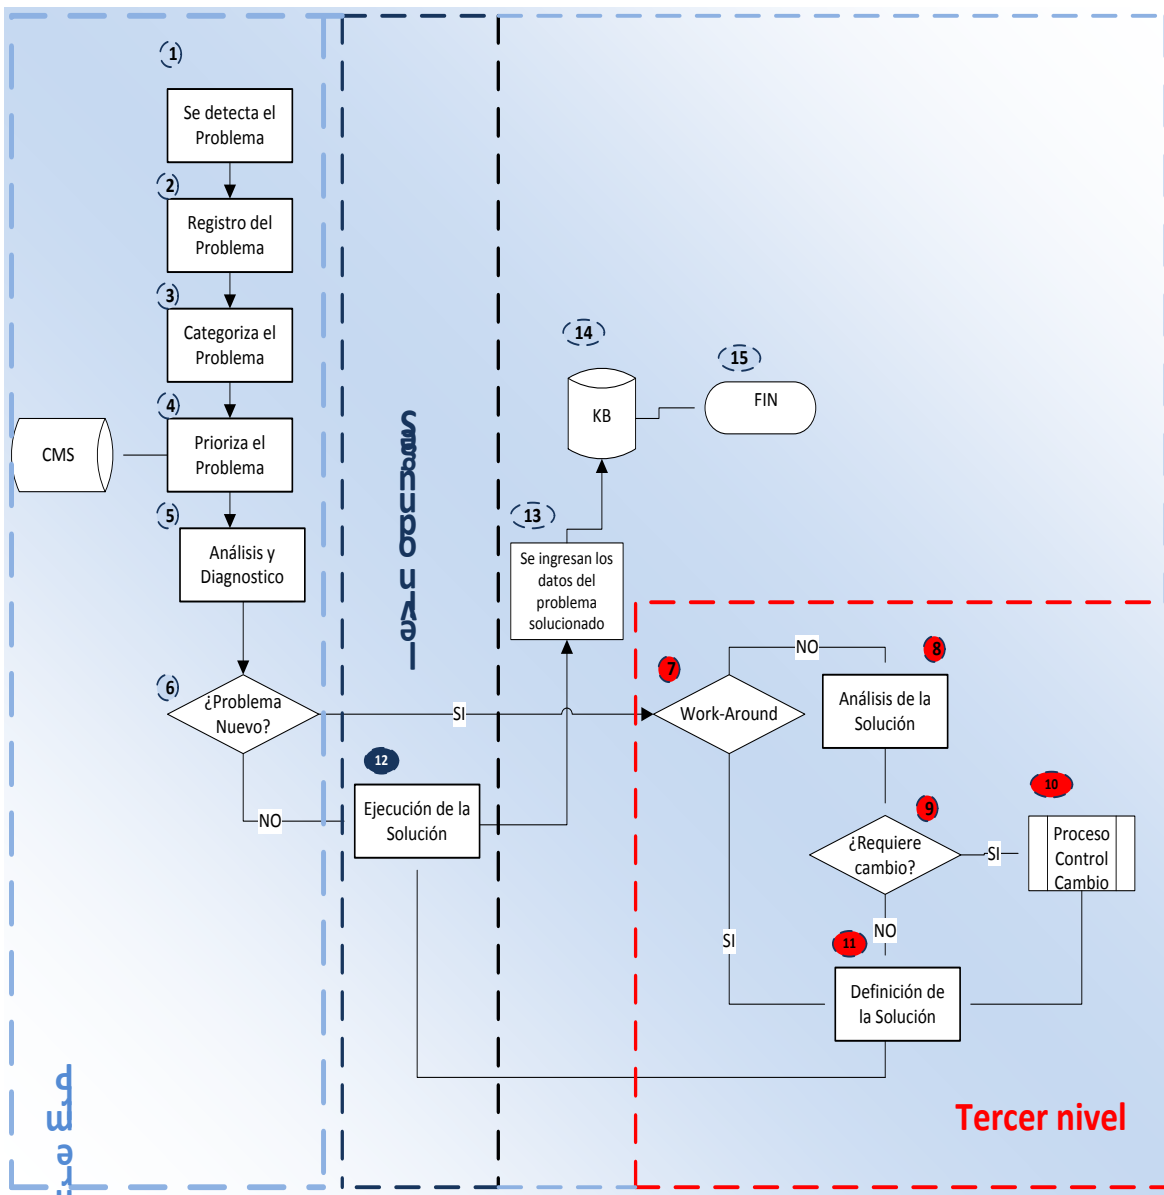 1
Se detecta el
Problema
2
Registro del
Problema
3
Categoriza el
Problema
4
Prioriza el
Problema
CMS
5
Análisis y
Diagnostico
6
¿Problema
Nuevo?
SI
NO
12
Ejecución de la
Solución
13
Se ingresan los
datos del
problema
solucionado
14
KB
15
FIN
7
Work-Around
NO
SI
8
Análisis de la
Solución
9
¿Requiere
cambio?
SI
NO
10
Proceso
Control
Cambio
11
Definición de
la Solución
Tercer nivel